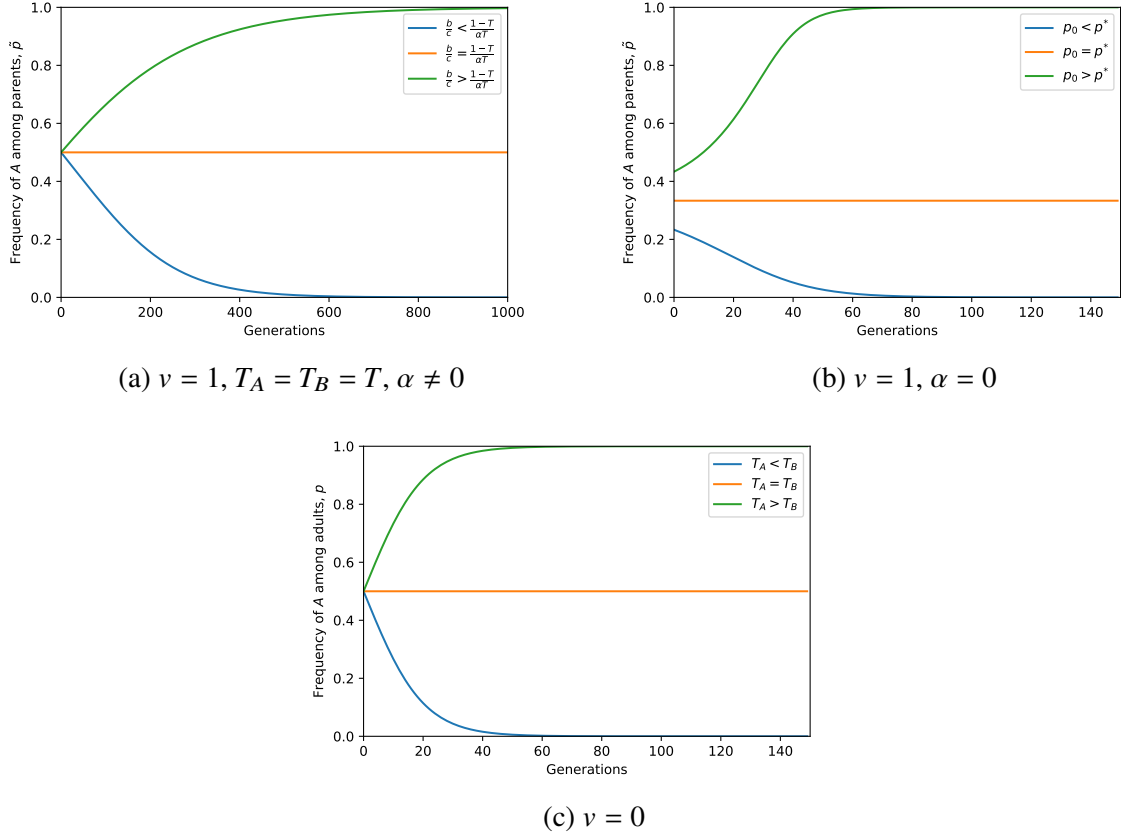 Frequency of A among parents, p̃
1.0
0.8
0.6
0.4
0.2
0.0
b/c < (1 − T)/(αT)
b/c = (1 − T)/(αT)
b/c > (1 − T)/(αT)
0 200 400 600 800 1000
Generations
(a) v = 1, T_A = T_B = T, α ≠ 0
Frequency of A among parents, p̃
1.0
0.8
0.6
0.4
0.2
0.0
p₀ < p*
p₀ = p*
p₀ > p*
0 20 40 60 80 100 120 140
Generations
(b) v = 1, α = 0
Frequency of A among adults, p
1.0
0.8
0.6
0.4
0.2
0.0
T_A < T_B
T_A = T_B
T_A > T_B
0 20 40 60 80 100 120 140
Generations
(c) v = 0